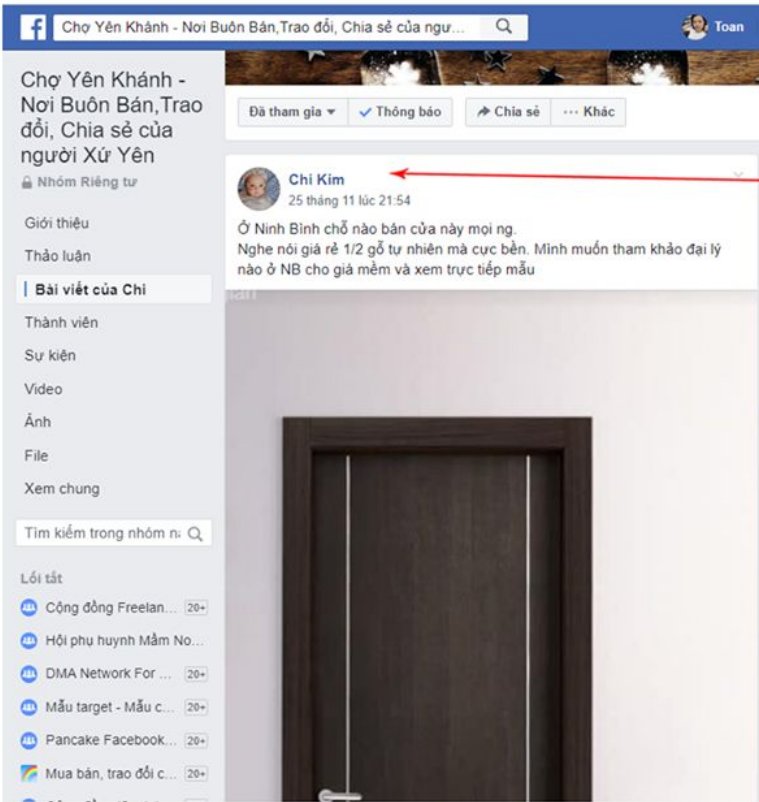 Chợ Yên Khánh - Nơi Buôn Bán,Trao đổi, Chia sẻ của ngư...
Toan
Chợ Yên Khánh -
Nơi Buôn Bán,Trao
đổi, Chia sẻ của
người Xứ Yên
Nhóm Riêng tư
Giới thiệu
Thảo luận
Bài viết của Chi
Thành viên
Sự kiện
Video
Ảnh
File
Xem chung
Tìm kiếm trong nhóm n
Lối tắt
Cộng đồng Freelan... 20+
Hội phụ huynh Mầm No...
DMA Network For ... 20+
Mẫu target - Mẫu c... 20+
Pancake Facebook... 20+
Mua bán, trao đổi c... 20+
Đã tham gia Thông báo Chia sẻ ... Khác
Chi Kim
25 tháng 11 lúc 21:54
Ở Ninh Bình chỗ nào bán cửa này mọi ng.
Nghe nói giá rẻ 1/2 gỗ tự nhiên mà cực bền. Mình muốn tham khảo đại lý
nào ở NB cho giá mềm và xem trực tiếp mẫu